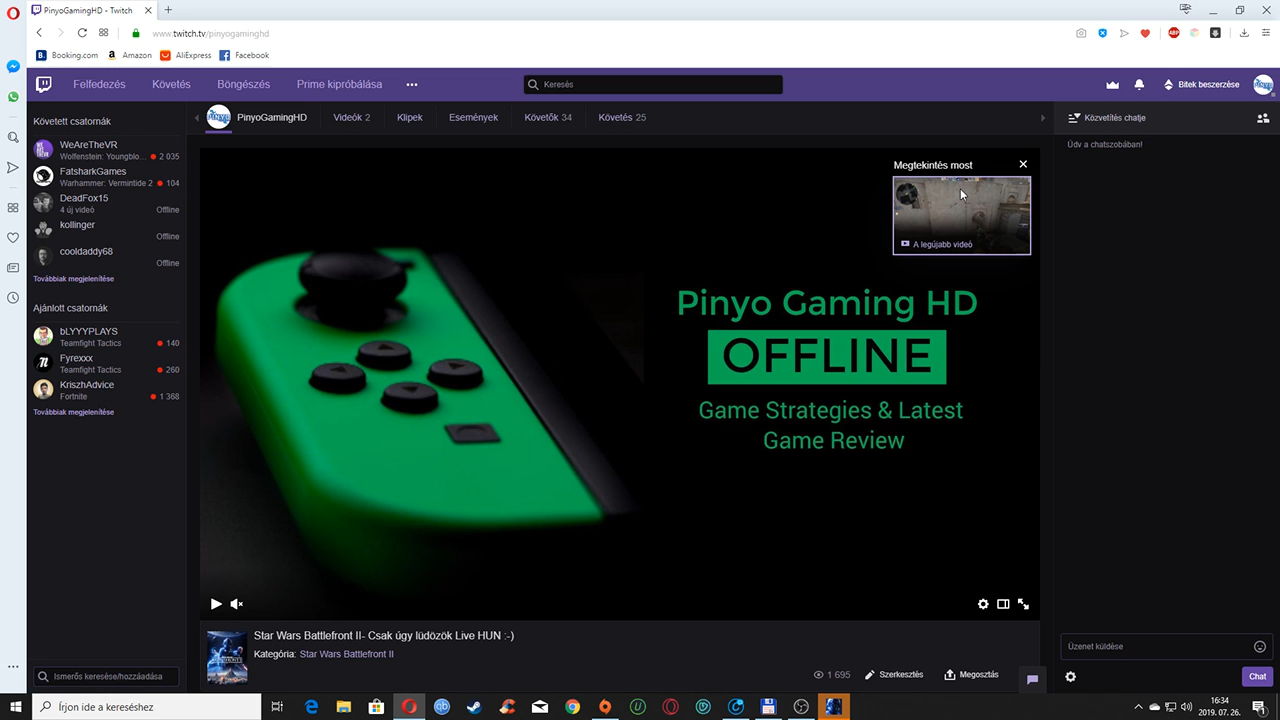 PinyoGamingHD - Twitch
www.twitch.tv/pinyogaminghd
ABP
Booking.com
Amazon
AliExpress
Facebook
Felfedezés
Követés
Böngészés
Prime kipróbálása
Keresés
Bitek beszerzése
Követett csatornák
WeAreTheVR
Wolfenstein: Youngblo... 2 035
FatsharkGames
Warhammer: Vermintide 2 104
DeadFox15
4 új videó Offline
kollinger
Offline
cooldaddy68
Offline
Továbbiak megjelenítése
Ajánlott csatornák
bLYYYPLAYS
Teamfight Tactics 140
Fyrexxx
Teamfight Tactics 260
KriszhAdvice
Fortnite 1 368
Továbbiak megjelenítése
Ismerős keresése/hozzáadása
PinyoGamingHD
Videók 2
Klipek
Események
Követők 34
Követés 25
Megtekintés most
A legújabb videó
Pinyo Gaming HD
OFFLINE
Game Strategies & Latest
Game Review
Star Wars Battlefront II- Csak úgy lúdözök Live HUN :-)
Kategória: Star Wars Battlefront II
1 695
Szerkesztés
Megosztás
Közvetítés chatje
Üdv a chatszobában!
Üzenet küldése
Chat
Írjon ide a kereséshez
16:34
2019. 07. 26.